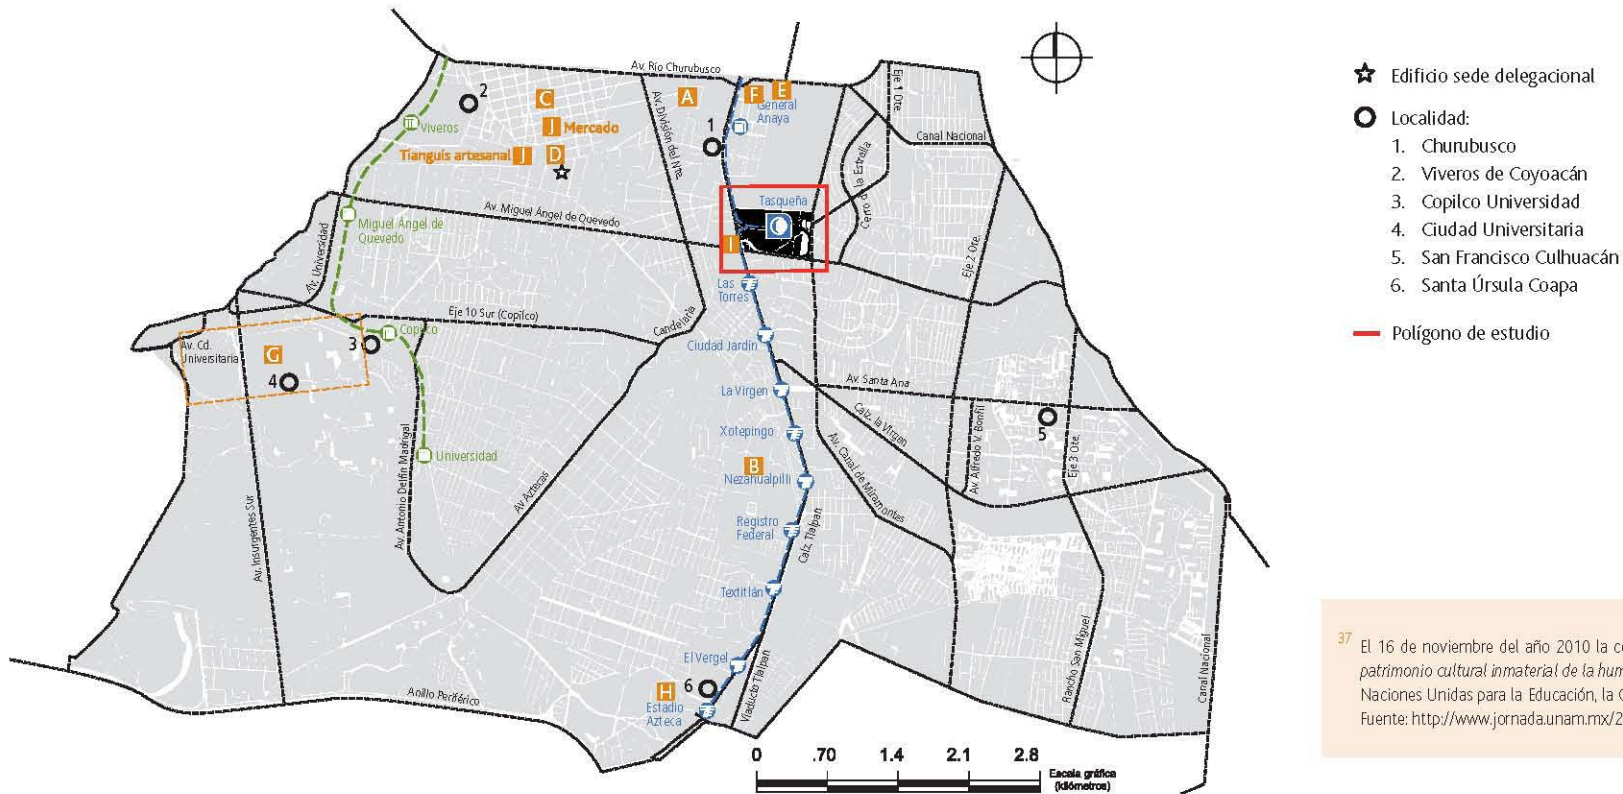 Av. Río Churubusco
2
C
A
F
E
General
Anaya
Eje 1 Ote.
Viveros
J Mercado
1
Av. División del Nte.
Canal Nacional
Tianguis artesanal J
D
Cerro de la Estrella
Tasqueña
Av. Miguel Ángel de Quevedo
Miguel Ángel de
Quevedo
I
Av. Universidad
Eje 2 Ote.
Las
Torres
Eje 10 Sur (Copilco)
Candelaria
Copilco
3
Av. Cd.
Universitaria
G
4
Ciudad Jardín
La Virgen
Av. Santa Ana
Calz. la Virgen
Av. Alfredo V. Bonfil
5
Eje 3 Ote.
Xotepingo
Av. Canal de Miramontes
Universidad
Av. Antonio Delfín Madrigal
Av Aztecas
B
Nezahualpilli
Registro
Federal
Calz. Tlalpan
Av. Insurgentes Sur
Textitlán
El Vergel
H
6
Estadio
Azteca
Viaducto Tlalpan
Anillo Periférico
Rancho San Miguel
Canal Nacional
0 .70 1.4 2.1 2.8
Escala gráfica
(kilómetros)
Edificio sede delegacional
Localidad:
1. Churubusco
2. Viveros de Coyoacán
3. Copilco Universidad
4. Ciudad Universitaria
5. San Francisco Culhuacán
6. Santa Úrsula Coapa
Polígono de estudio
37 El 16 de noviembre del año 2010 la co
patrimonio cultural inmaterial de la hum
Naciones Unidas para la Educación, la C
Fuente: http://www.jornada.unam.mx/2